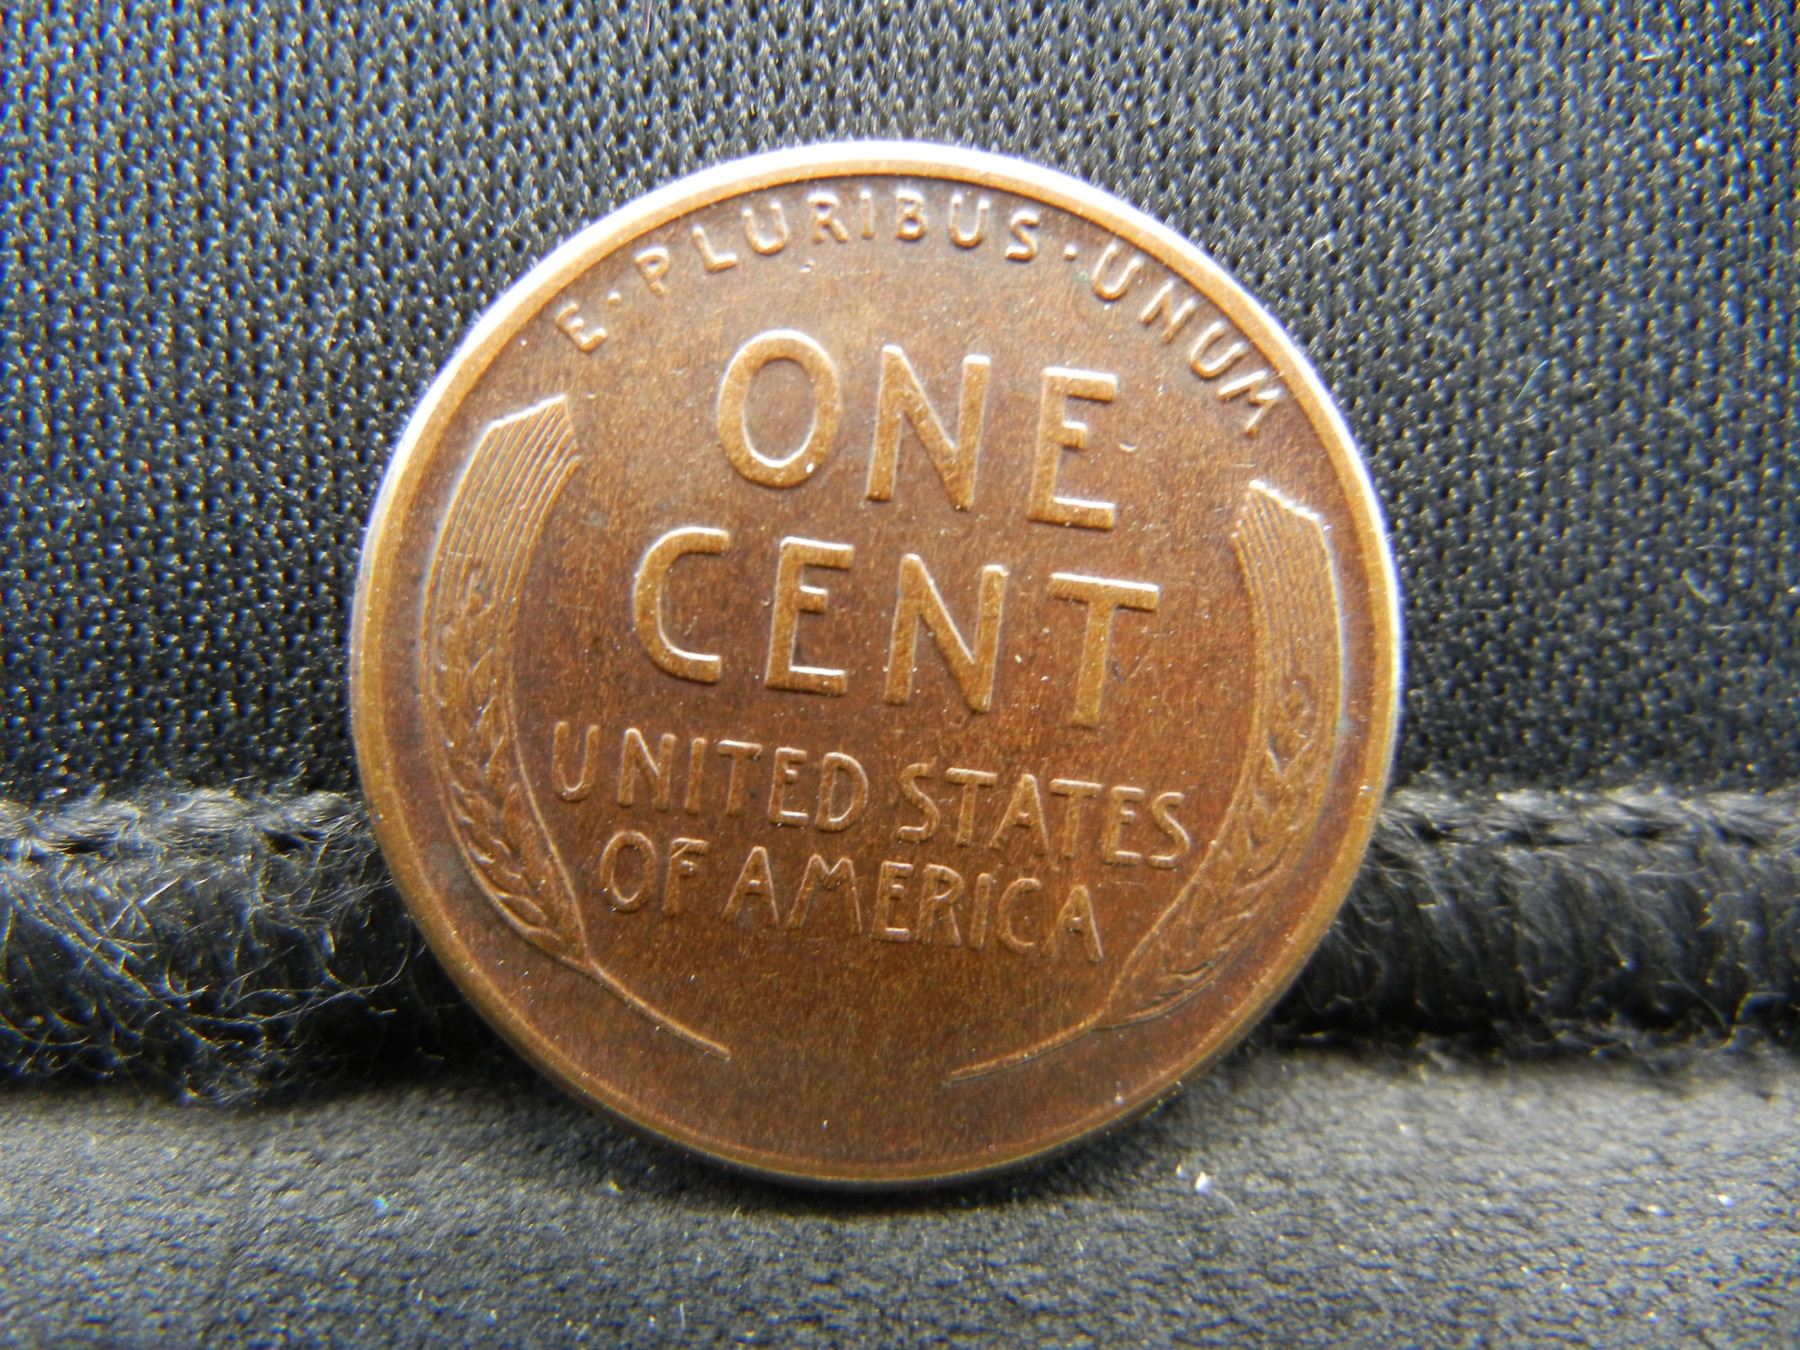 E·PLURIBUS·UNUM
ONE
CENT
UNITED STATES
OF AMERICA